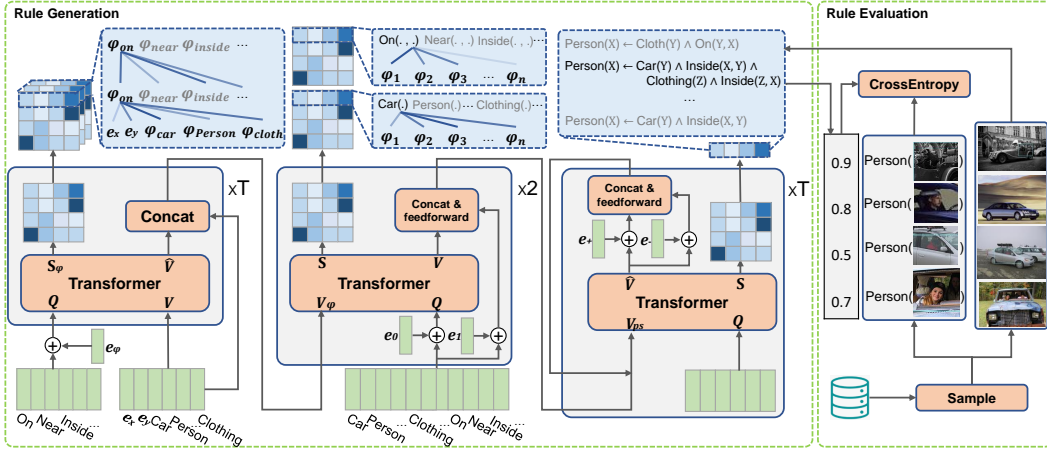 Rule Generation
φon φnear φinside ...
φon φnear φinside ...
ex ey φcar φPerson φcloth
×T
Concat
Sφ V̂
Transformer
Q V
eφ
On
Near
Inside...
ex
ey
Car
Person...
Clothing
On(. , .) Near(. , .) Inside(. , .)...
φ1 φ2 φ3 ... φn
Car(.) Person(.)... Clothing(.)...
φ1 φ2 φ3 ... φn
×2
Concat &
feedforward
S V
Transformer
Vφ Q
e0 e1
Car
Person...
Clothing...
On
Near
Inside...
Person(X) ← Cloth(Y) ∧ On(Y, X)
Person(X) ← Car(Y) ∧ Inside(X, Y) ∧
Clothing(Z) ∧ Inside(Z, X)
...
Person(X) ← Car(Y) ∧ Inside(X, Y)
×T
Concat &
feedforward
e+ e-
V̂ S
Transformer
Vps Q
Rule Evaluation
CrossEntropy
0.9 Person( )
0.8 Person( )
0.5 Person( )
0.7 Person( )
Sample